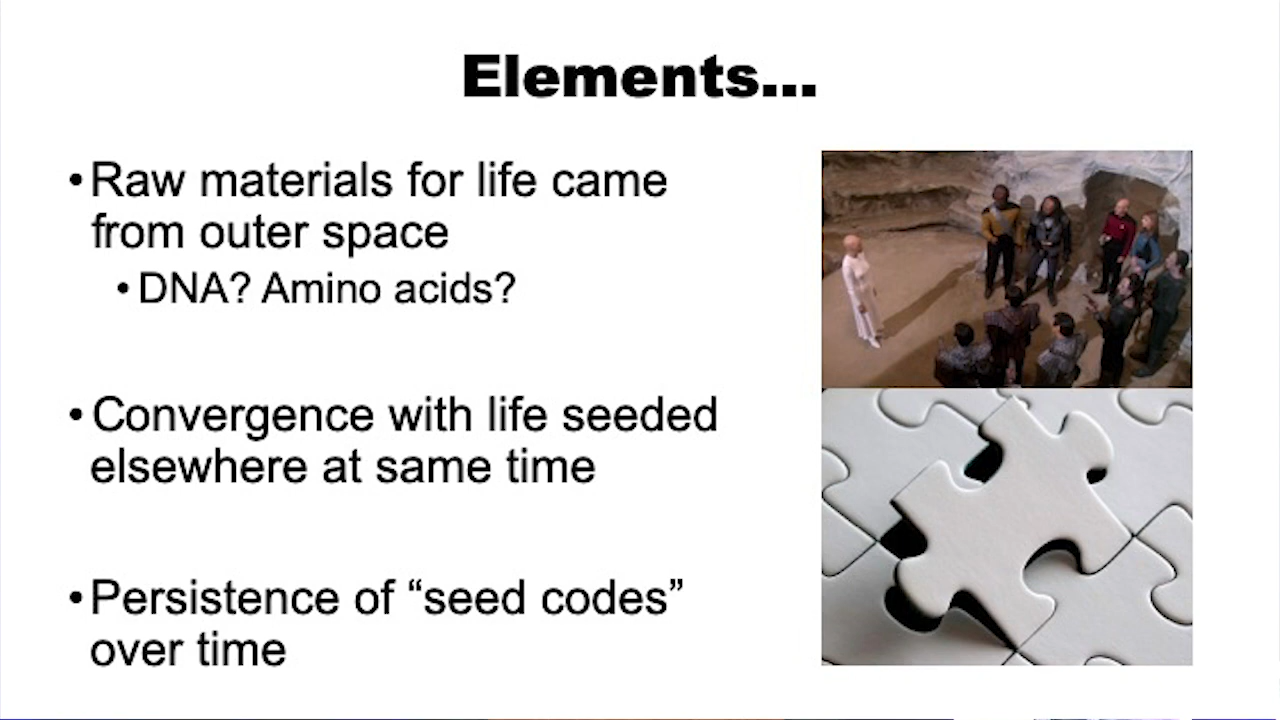 Elements...
•Raw materials for life came
from outer space
•DNA? Amino acids?
•Convergence with life seeded
elsewhere at same time
•Persistence of “seed codes”
over time